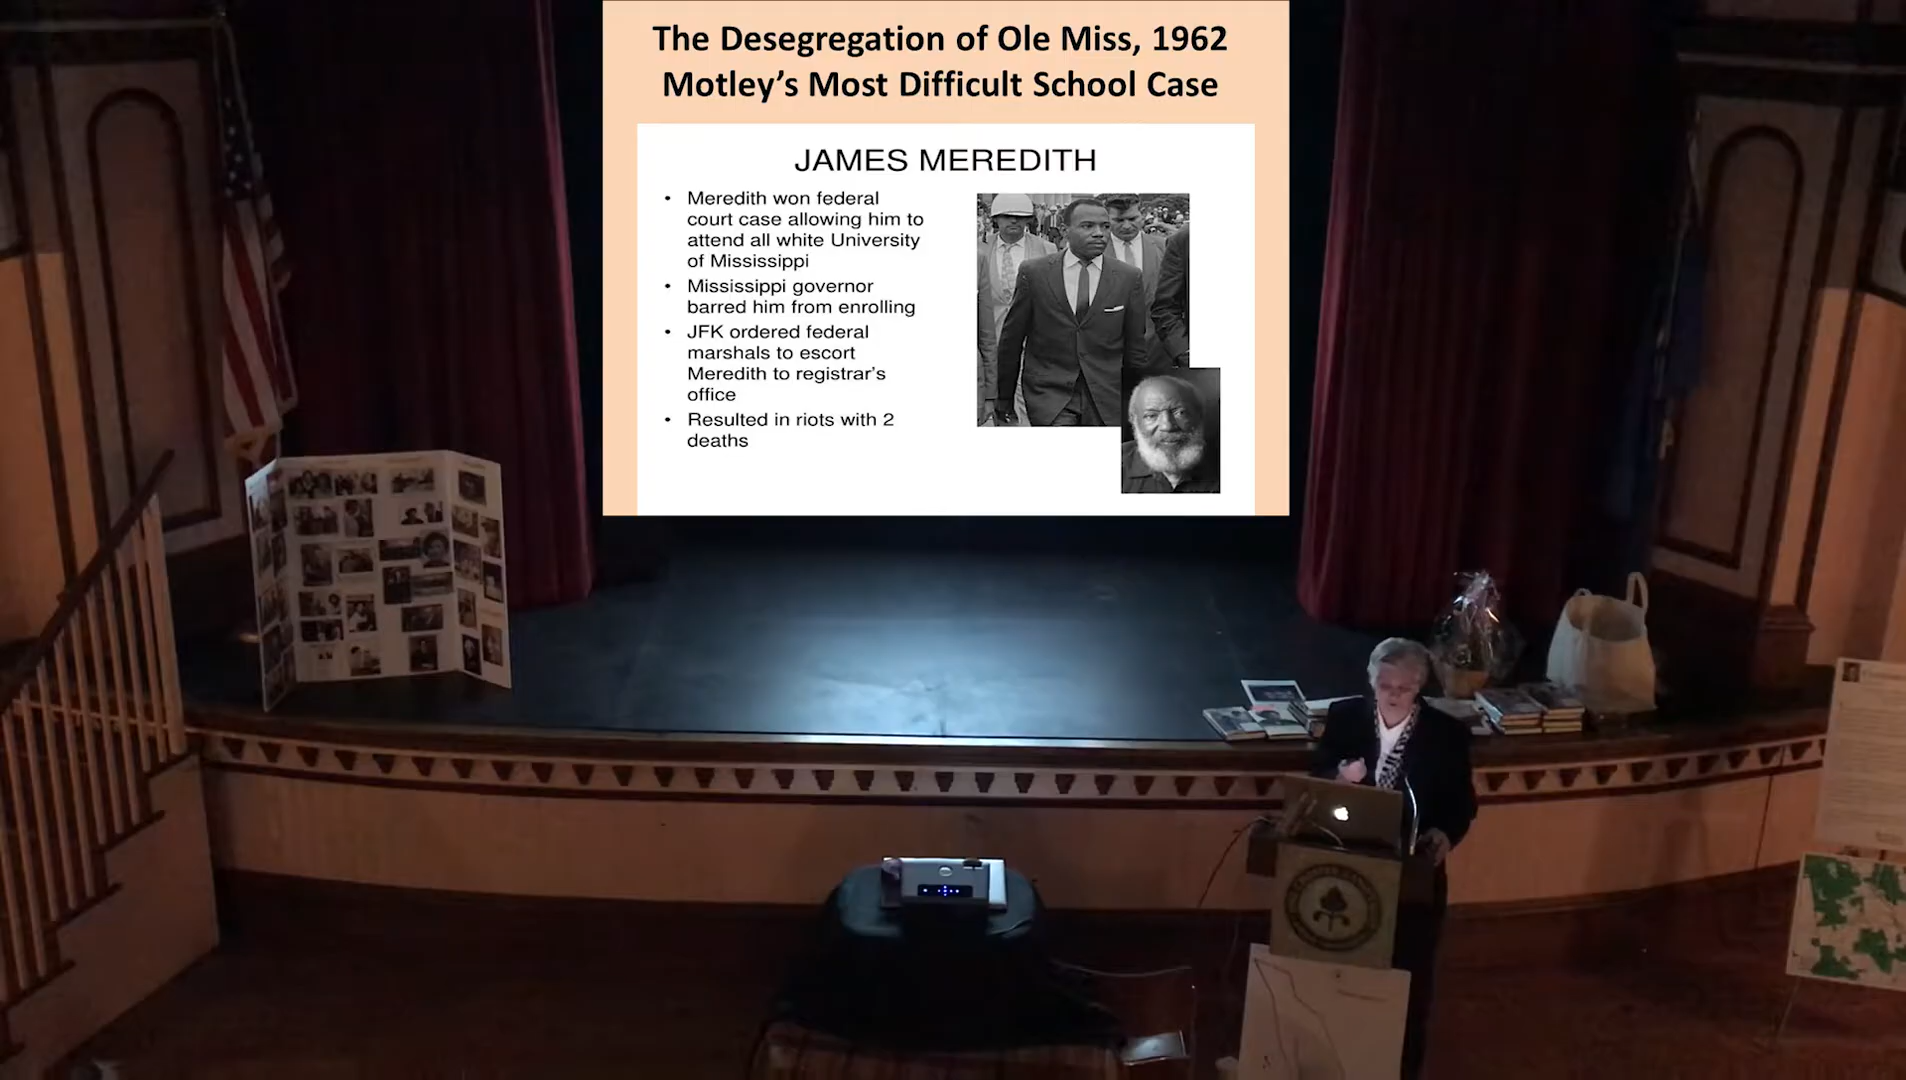 The Desegregation of Ole Miss, 1962
Motley's Most Difficult School Case
JAMES MEREDITH
• Meredith won federal
court case allowing him to
attend all white University
of Mississippi
• Mississippi governor
barred him from enrolling
• JFK ordered federal
marshals to escort
Meredith to registrar's
office
• Resulted in riots with 2
deaths